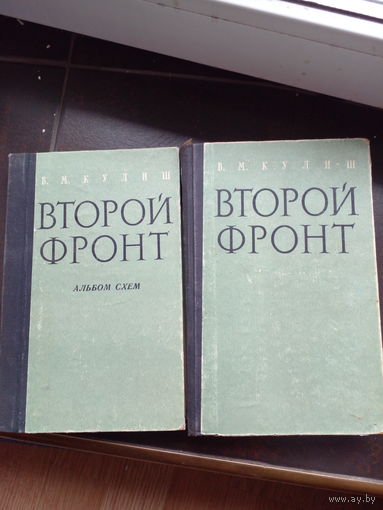 В. М. КУЛИШ
ВТОРОЙ
ФРОНТ
АЛЬБОМ СХЕМ
В. М. КУЛИШ
ВТОРОЙ
ФРОНТ
www.ay.by